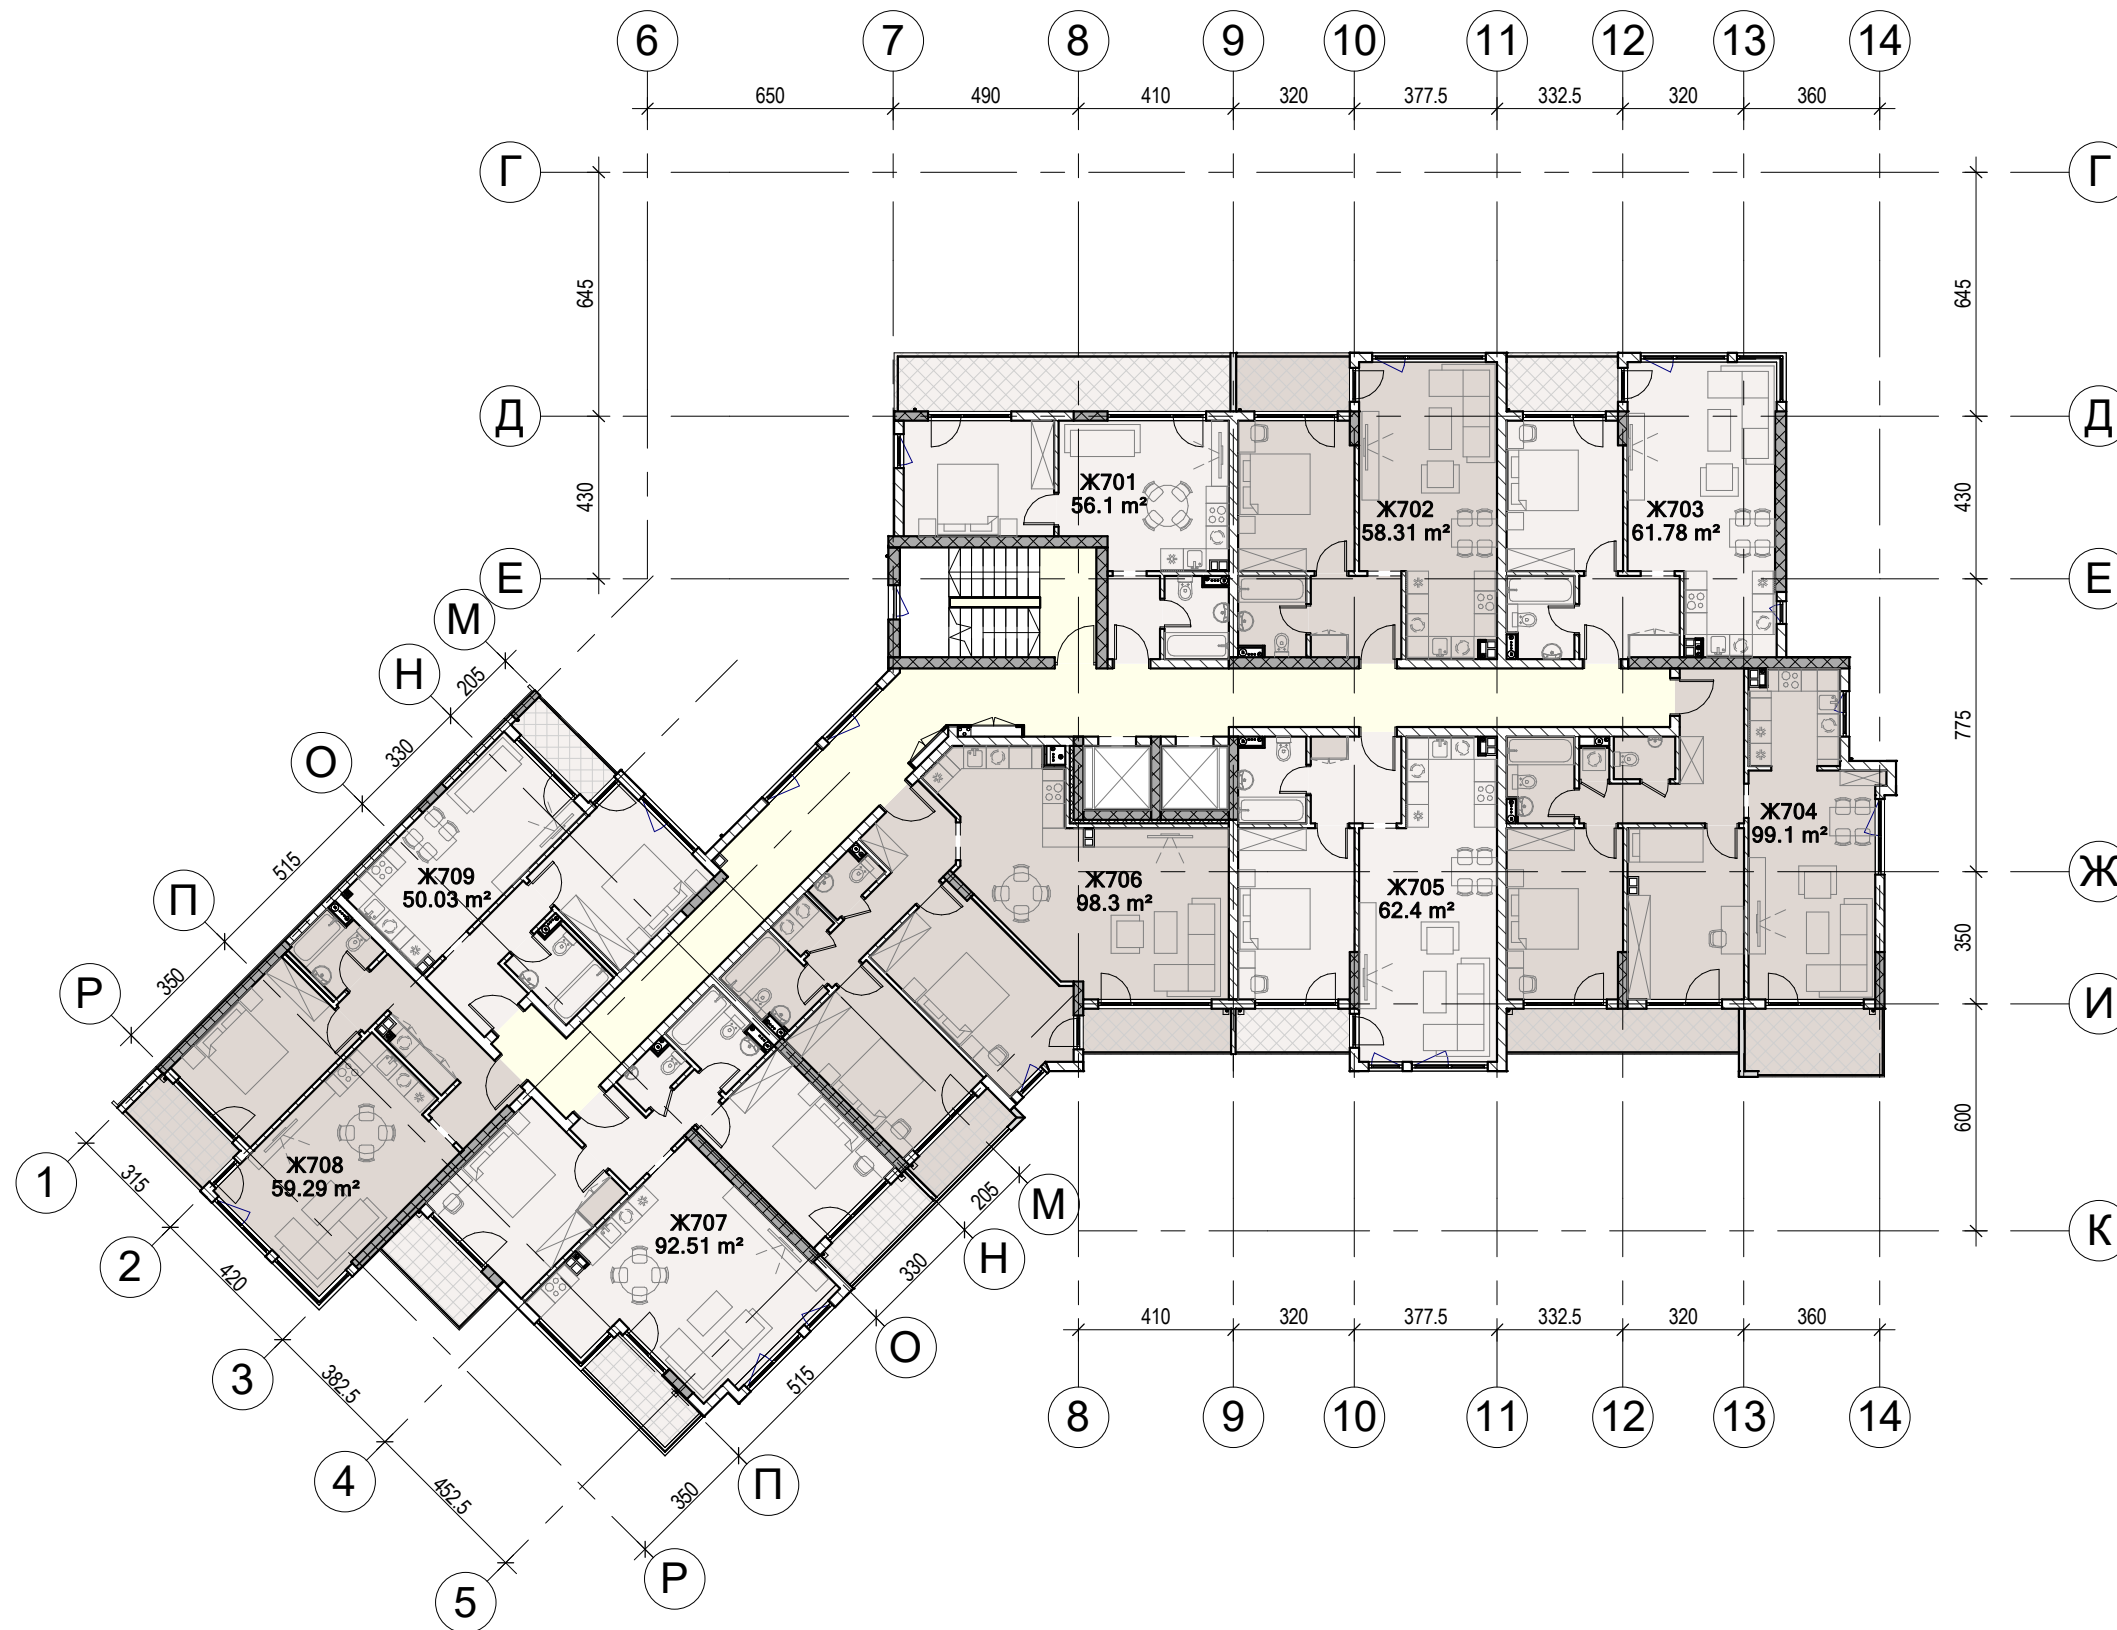 6 7 8 9 10 11 12 13 14
650 490 410 320 377.5 332.5 320 360
Г Г
645 645
Д Д
430 430
Ж701
56.1 m²
Ж702
58.31 m²
Ж703
61.78 m²
Е Е
М
Н
205
О
330
775
П
515
Р
350
Ж709
50.03 m²
Ж706
98.3 m²
Ж705
62.4 m²
Ж704
99.1 m²
Ж
350
И
600
1
315
2
420
3
382.5
4
452.5
5
Ж708
59.29 m²
Ж707
92.51 m²
М
205
Н
330
О
515
П
350
Р
К
410 320 377.5 332.5 320 360
8 9 10 11 12 13 14